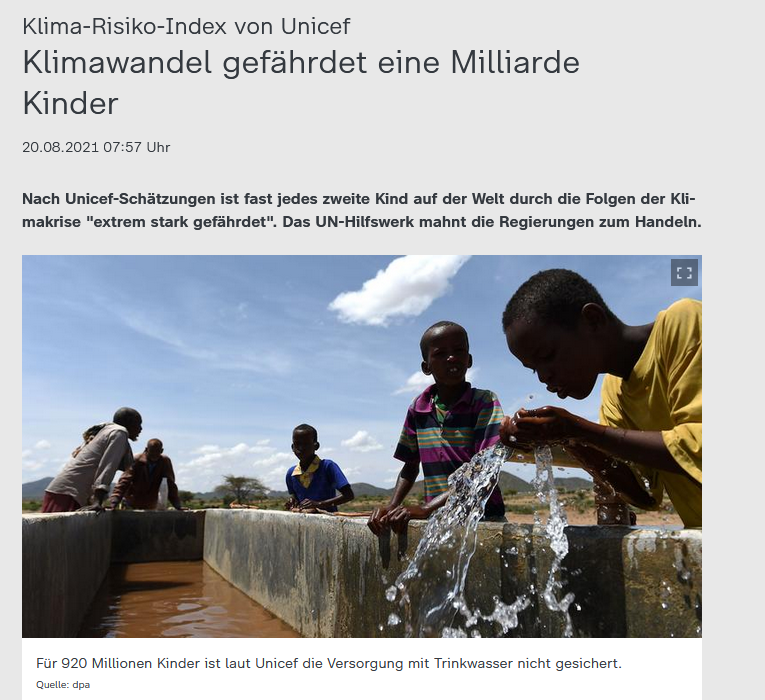 Klima-Risiko-Index von Unicef
Klimawandel gefährdet eine Milliarde
Kinder
20.08.2021 07:57 Uhr
Nach Unicef-Schätzungen ist fast jedes zweite Kind auf der Welt durch die Folgen der Kli-
makrise "extrem stark gefährdet". Das UN-Hilfswerk mahnt die Regierungen zum Handeln.
Für 920 Millionen Kinder ist laut Unicef die Versorgung mit Trinkwasser nicht gesichert.
Quelle: dpa